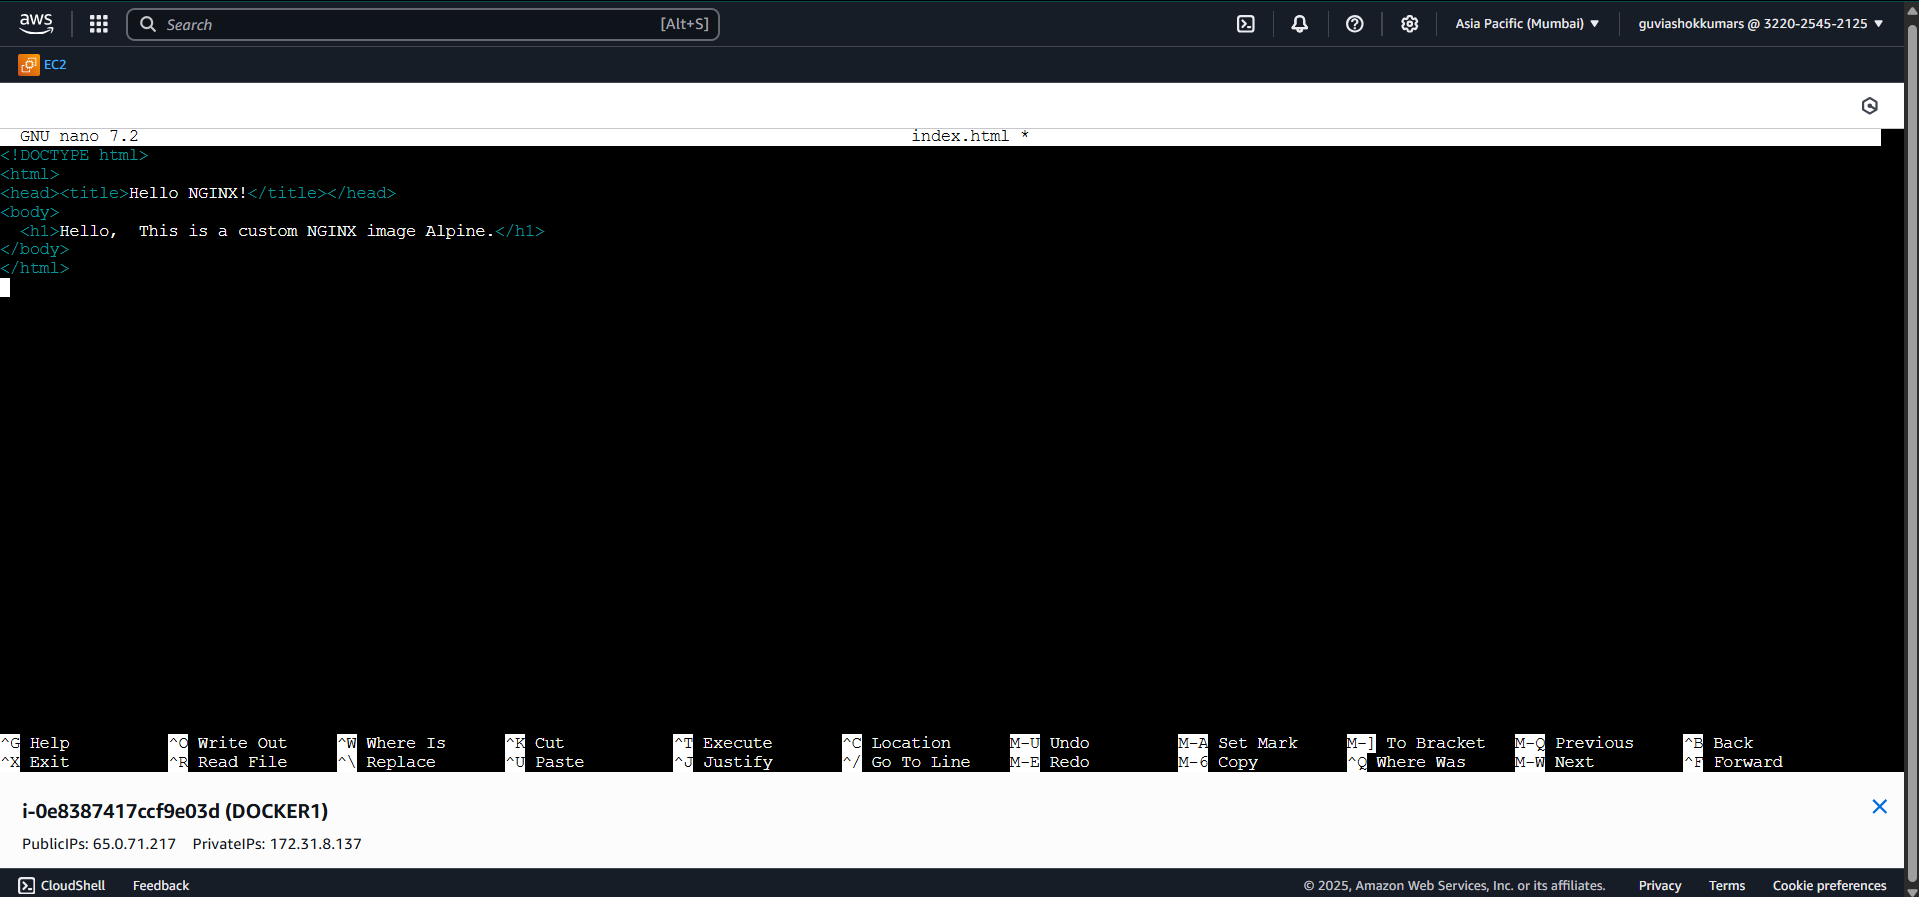 aws Search [Alt+S] Asia Pacific (Mumbai) guviashokkumars @ 3220-2545-2125
EC2
GNU nano 7.2 index.html *
<!DOCTYPE html>
<html>
<head><title>Hello NGINX!</title></head>
<body>
  <h1>Hello,  This is a custom NGINX image Alpine.</h1>
</body>
</html>
^G Help ^O Write Out ^W Where Is ^K Cut ^T Execute ^C Location M-U Undo M-A Set Mark M-] To Bracket M-Q Previous ^B Back
^X Exit ^R Read File ^\ Replace ^U Paste ^J Justify ^/ Go To Line M-E Redo M-6 Copy ^Q Where Was M-W Next ^F Forward
i-0e8387417ccf9e03d (DOCKER1)
PublicIPs: 65.0.71.217 PrivateIPs: 172.31.8.137
CloudShell Feedback © 2025, Amazon Web Services, Inc. or its affiliates. Privacy Terms Cookie preferences